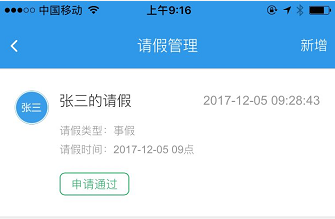 中国移动 上午9:16
请假管理 新增
张三 张三的请假 2017-12-05 09:28:43
请假类型：事假
请假时间：2017-12-05 09点
申请通过